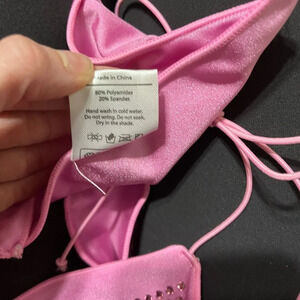 Made in China
80% Polyamides
20% Spandex
Hand wash in cold water.
Do not wring. Do not soak.
Dry in the shade.